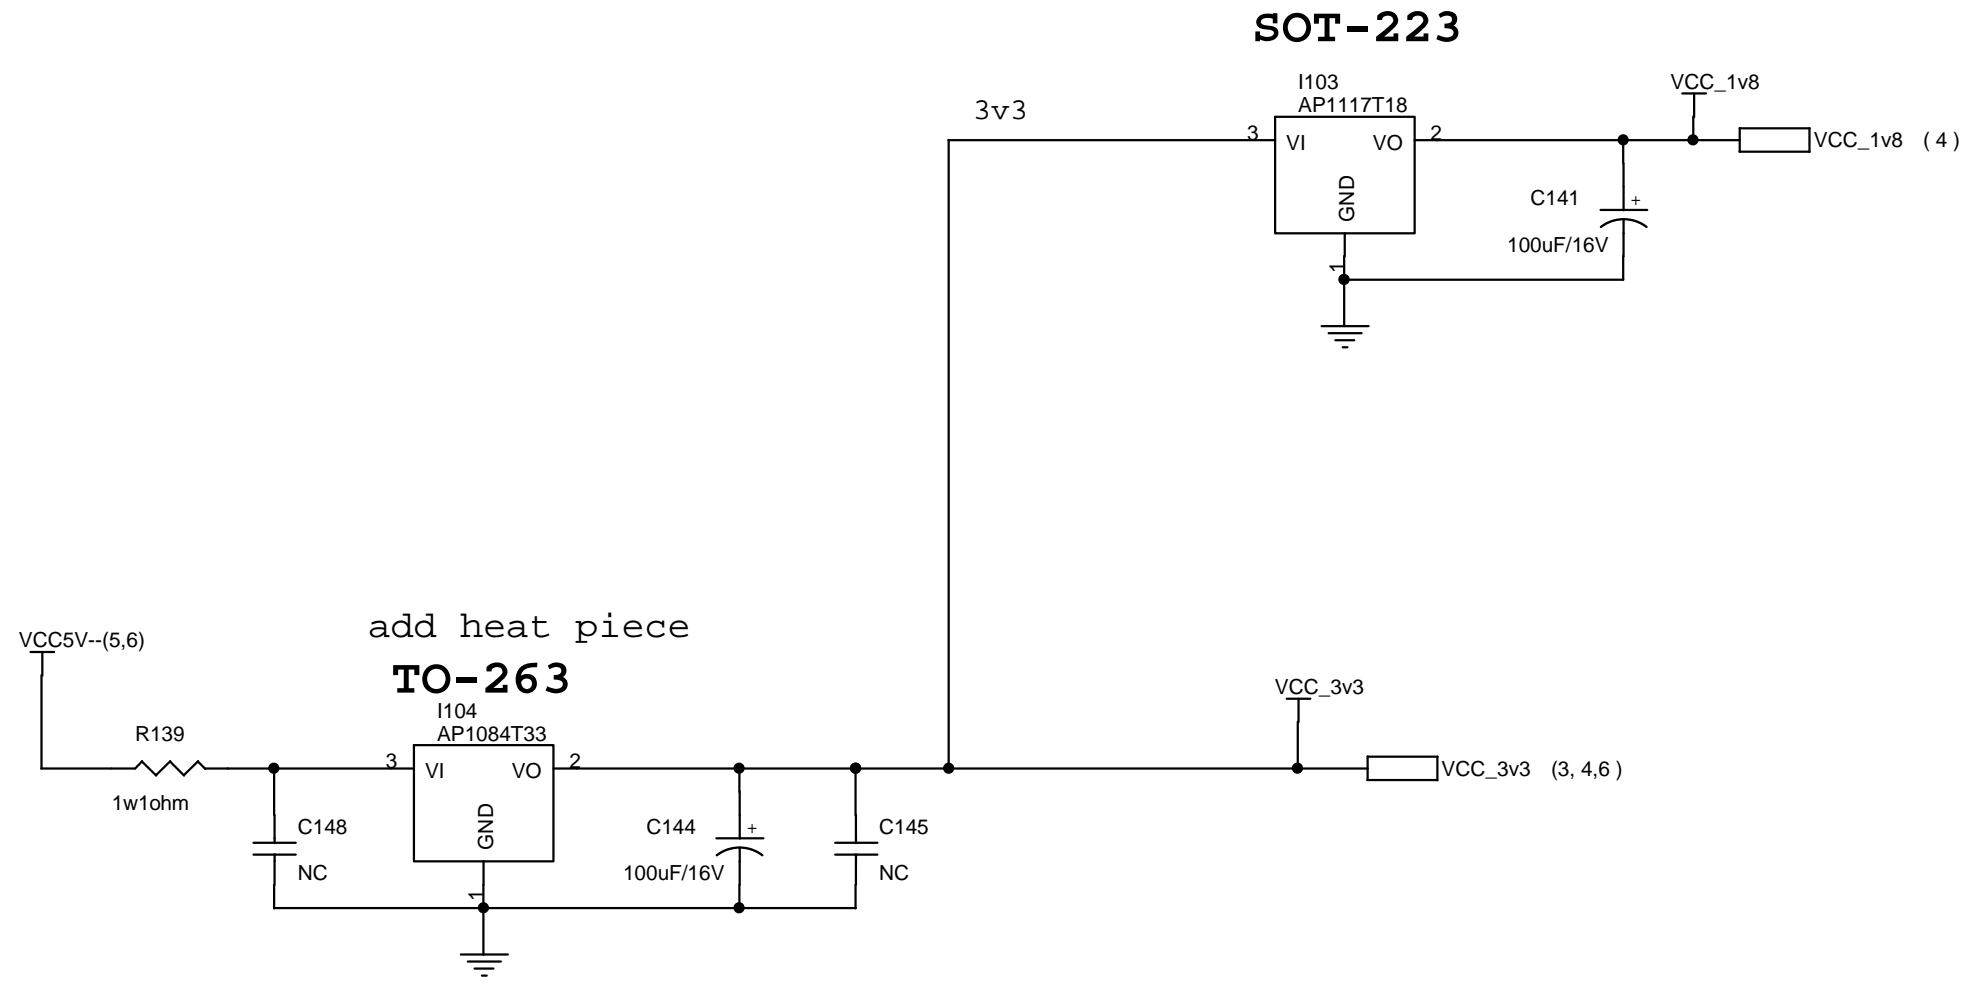 SOT-223
I103
AP1117T18
3v3
3
VI
VO
2
GND
1
VCC_1v8
VCC_1v8 (4)
C141
+
100uF/16V
add heat piece
TO-263
I104
AP1084T33
VCC5V--(5,6)
R139
1w1ohm
3
VI
VO
2
GND
1
C148
NC
C144
+
100uF/16V
C145
NC
VCC_3v3
VCC_3v3 (3, 4,6 )